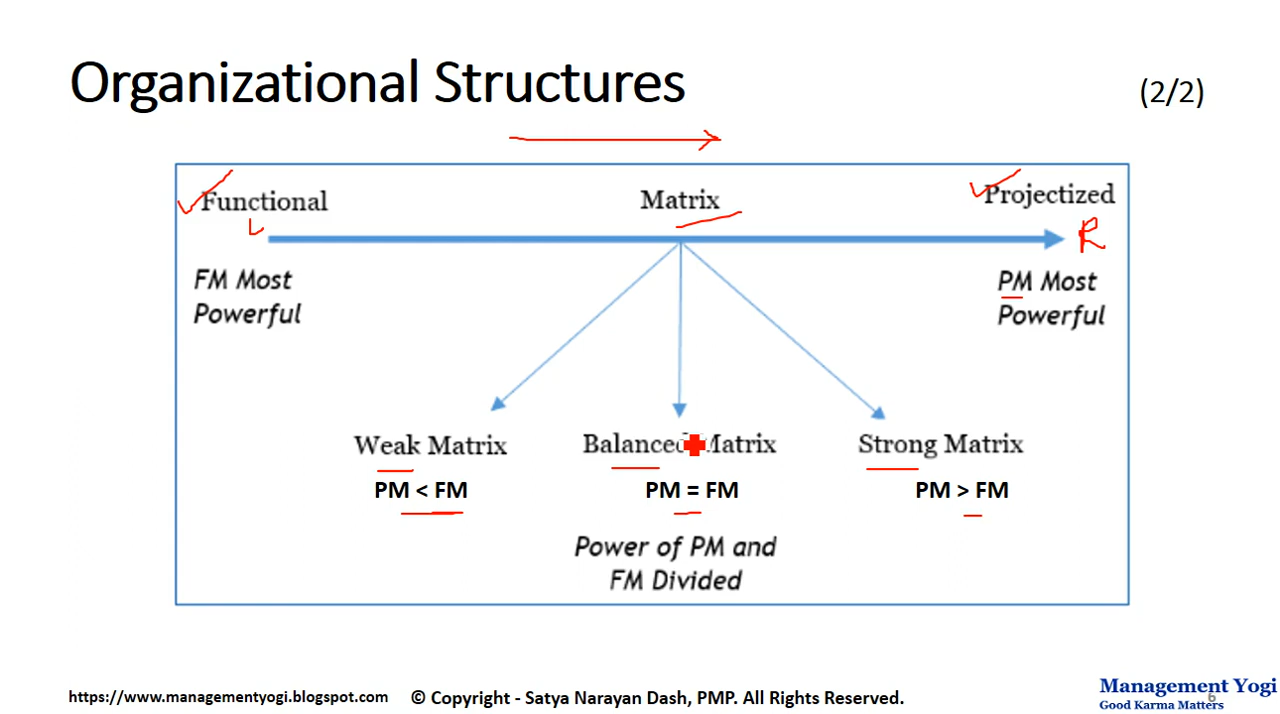 Organizational Structures
(2/2)
Functional
Matrix
Projectized
L
R
FM Most
Powerful
PM Most
Powerful
Weak Matrix
Balanced Matrix
Strong Matrix
PM < FM
PM = FM
PM > FM
Power of PM and
FM Divided
https://www.managementyogi.blogspot.com
© Copyright - Satya Narayan Dash, PMP. All Rights Reserved.
Management Yogi
6
Good Karma Matters